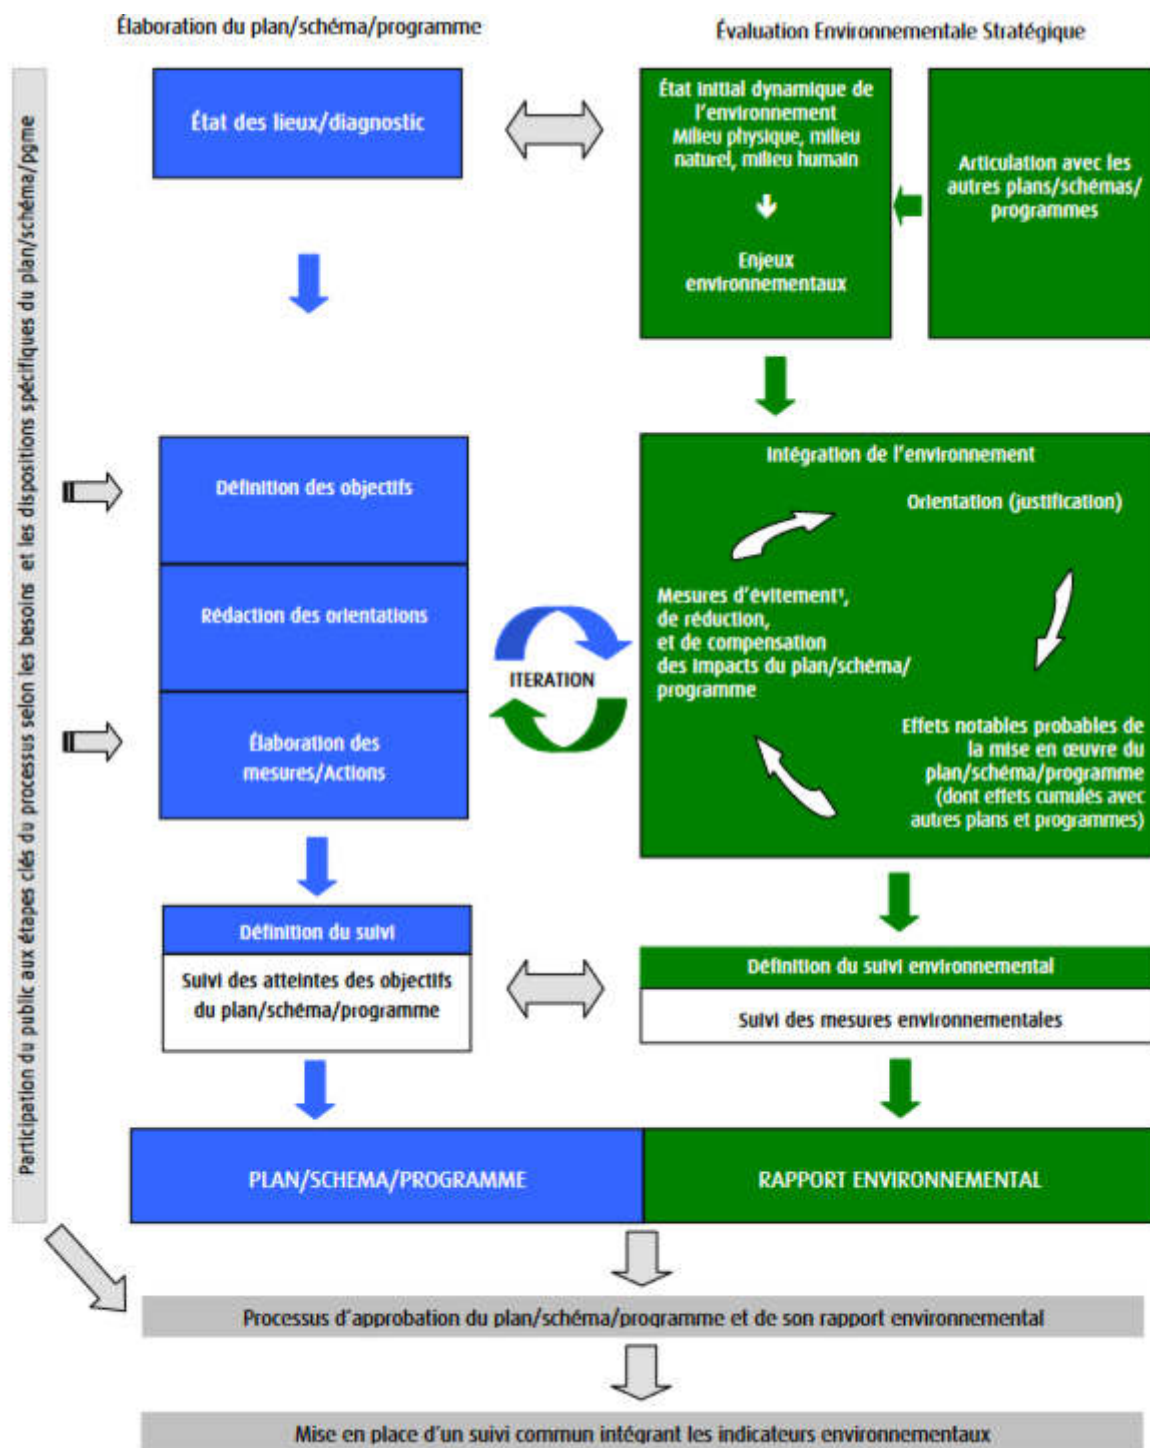 Élaboration du plan/schéma/programme
Évaluation Environnementale Stratégique
Participation du public aux étapes clés du processus selon les besoins et les dispositions spécifiques du plan/schéma/pgme
État des lieux/diagnostic
État initial dynamique de
l'environnement
Milieu physique, milieu
naturel, milieu humain
Enjeux
environnementaux
Articulation avec les
autres plans/schémas/
programmes
Définition des objectifs
Rédaction des orientations
Élaboration des
mesures/Actions
ITERATION
Intégration de l'environnement
Orientation (justification)
Mesures d'évitement¹,
de réduction,
et de compensation
des impacts du plan/schéma/
programme
Effets notables probables de
la mise en œuvre du
plan/schéma/programme
(dont effets cumulés avec
autres plans et programmes)
Définition du suivi
Suivi des atteintes des objectifs
du plan/schéma/programme
Définition du suivi environnemental
Suivi des mesures environnementales
PLAN/SCHEMA/PROGRAMME
RAPPORT ENVIRONNEMENTAL
Processus d'approbation du plan/schéma/programme et de son rapport environnemental
Mise en place d'un suivi commun intégrant les indicateurs environnementaux